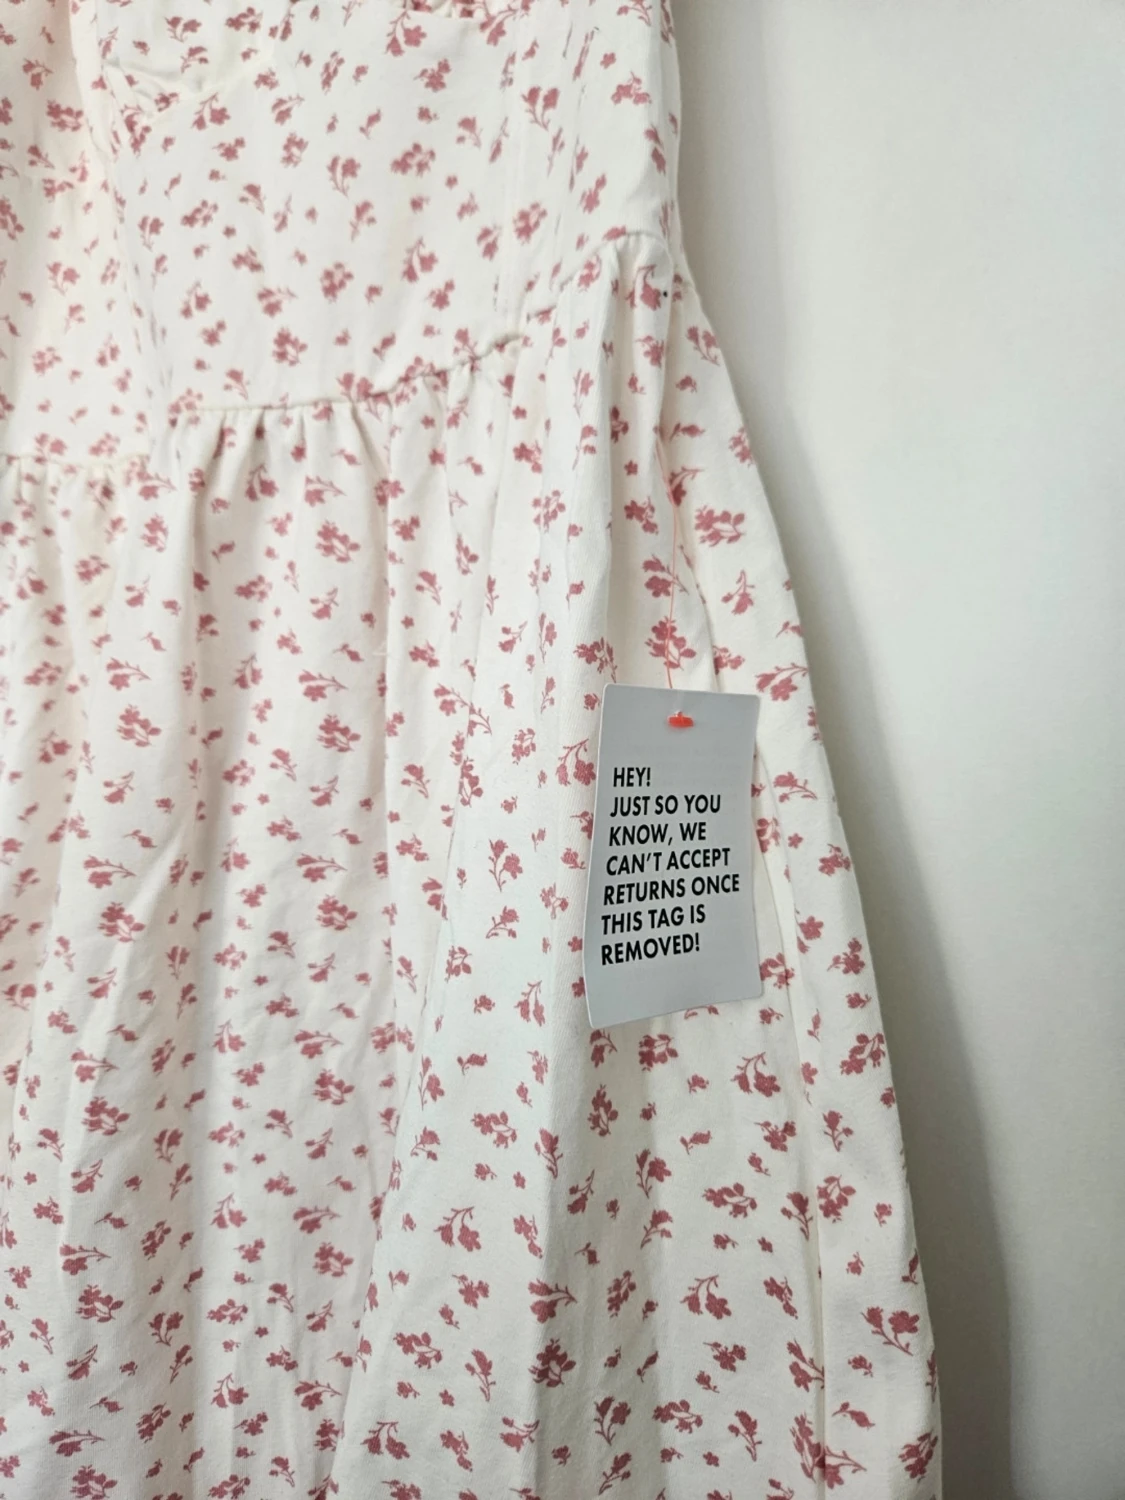 HEY!
JUST SO YOU
KNOW, WE
CAN'T ACCEPT
RETURNS ONCE
THIS TAG IS
REMOVED!